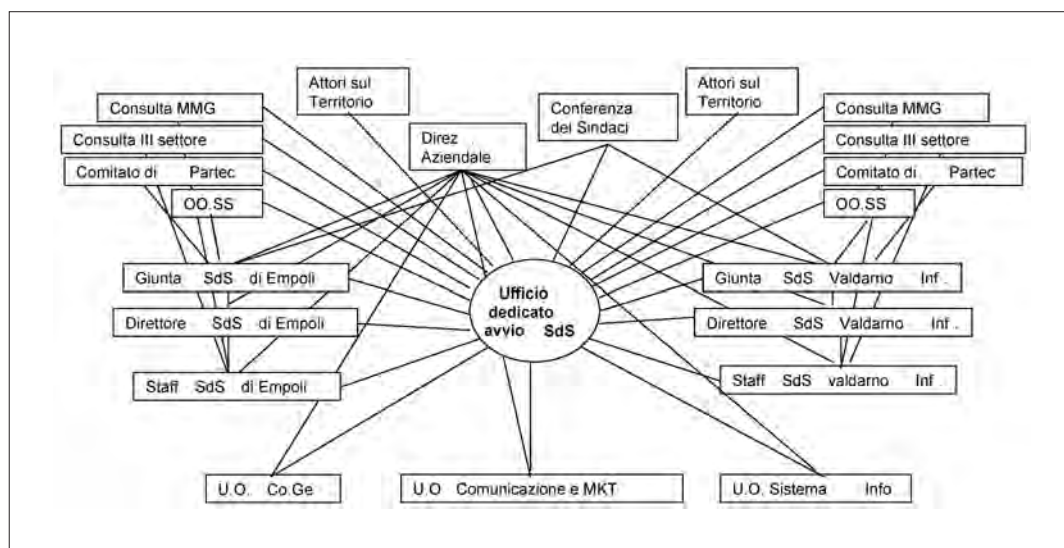 Attori sul
Territorio
Attori sul
Territorio
Consulta MMG
Conferenza
dei Sindaci
Consulta MMG
Consulta III settore
Direz
Aziendale
Consulta III settore
Comitato di Partec
Comitato di Partec
OO.SS
OO.SS
Giunta SdS di Empoli
Ufficio
dedicato
avvio SdS
Giunta SdS Valdarno Inf .
Direttore SdS di Empoli
Direttore SdS Valdarno Inf .
Staff SdS di Empoli
Staff SdS valdarno Inf .
U.O. Co.Ge
U.O Comunicazione e MKT
U.O. Sistema Info